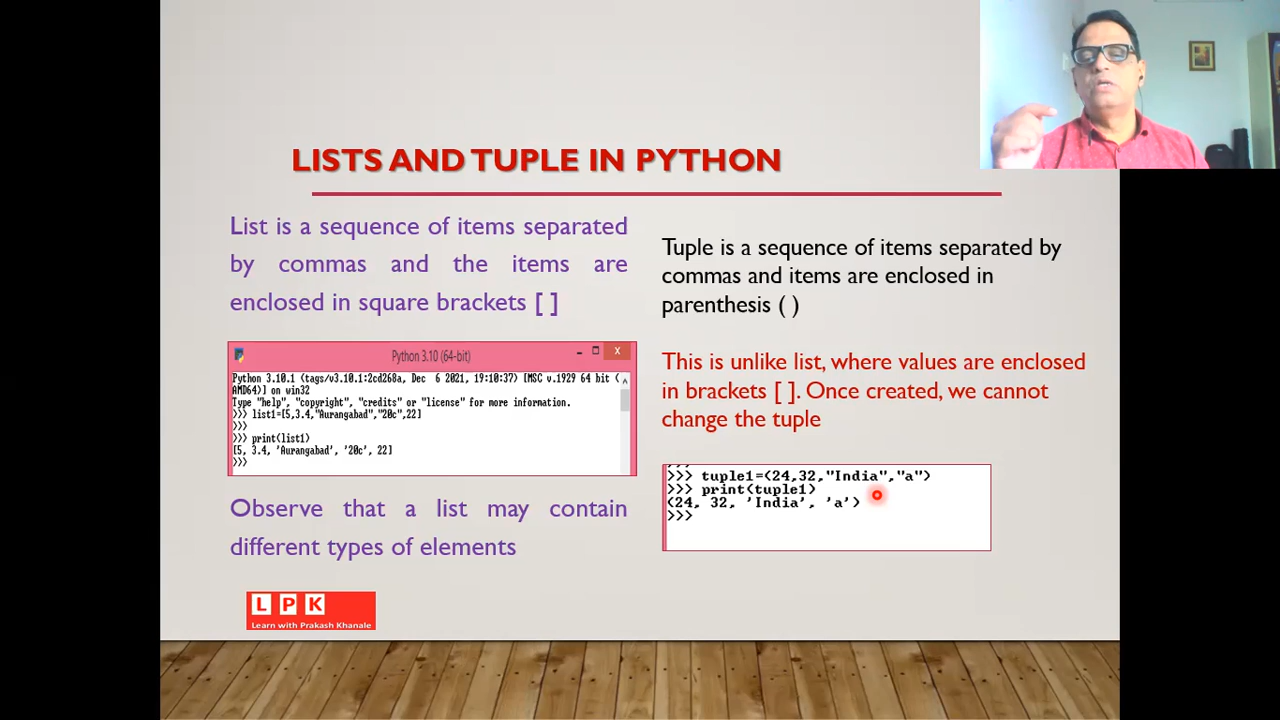 LISTS AND TUPLE IN PYTHON
List is a sequence of items separated
by commas and the items are
enclosed in square brackets [ ]
Python 3.10 (64-bit)
Python 3.10.1 (tags/v3.10.1:2cd268a, Dec  6 2021, 19:10:37) [MSC v.1929 64 bit (
AMD64)] on win32
Type "help", "copyright", "credits" or "license" for more information.
>>> list1=[5,3.4,"Aurangabad","20c",22]
>>>
>>> print(list1)
[5, 3.4, 'Aurangabad', '20c', 22]
>>>
Observe that a list may contain
different types of elements
Tuple is a sequence of items separated by
commas and items are enclosed in
parenthesis ( )
This is unlike list, where values are enclosed
in brackets [ ]. Once created, we cannot
change the tuple
>>> tuple1=(24,32,"India","a")
>>> print(tuple1)
(24, 32, 'India', 'a')
>>>
L P K
Learn with Prakash Khanale